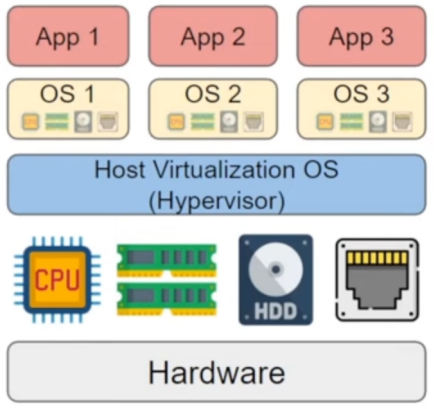 App 1
App 2
App 3
OS 1
OS 2
OS 3
Host Virtualization OS
(Hypervisor)
CPU
HDD
Hardware